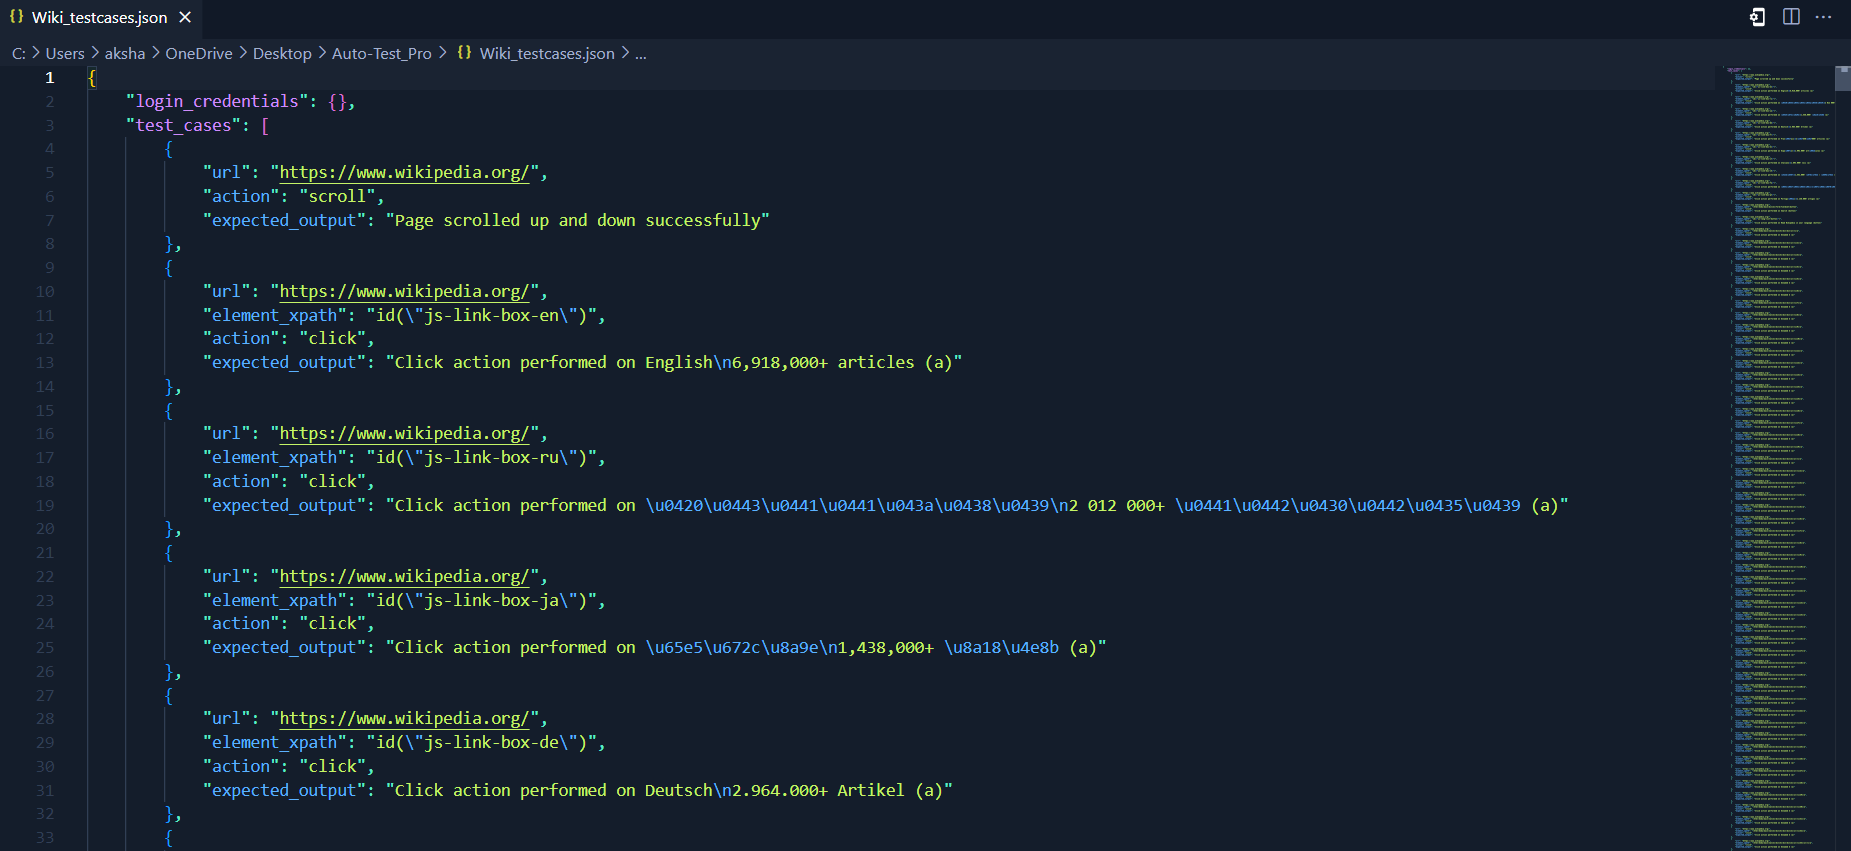 {} Wiki_testcases.json ×
C: > Users > aksha > OneDrive > Desktop > Auto-Test_Pro > {} Wiki_testcases.json > ...
1 {
2 "login_credentials": {},
3 "test_cases": [
4 {
5 "url": "https://www.wikipedia.org/",
6 "action": "scroll",
7 "expected_output": "Page scrolled up and down successfully"
8 },
9 {
10 "url": "https://www.wikipedia.org/",
11 "element_xpath": "id(\"js-link-box-en\")",
12 "action": "click",
13 "expected_output": "Click action performed on English\n6,918,000+ articles (a)"
14 },
15 {
16 "url": "https://www.wikipedia.org/",
17 "element_xpath": "id(\"js-link-box-ru\")",
18 "action": "click",
19 "expected_output": "Click action performed on \u0420\u0443\u0441\u0441\u043a\u0438\u0439\n2 012 000+ \u0441\u0442\u0430\u0442\u0435\u0439 (a)"
20 },
21 {
22 "url": "https://www.wikipedia.org/",
23 "element_xpath": "id(\"js-link-box-ja\")",
24 "action": "click",
25 "expected_output": "Click action performed on \u65e5\u672c\u8a9e\n1,438,000+ \u8a18\u4e8b (a)"
26 },
27 {
28 "url": "https://www.wikipedia.org/",
29 "element_xpath": "id(\"js-link-box-de\")",
30 "action": "click",
31 "expected_output": "Click action performed on Deutsch\n2.964.000+ Artikel (a)"
32 },
33 {